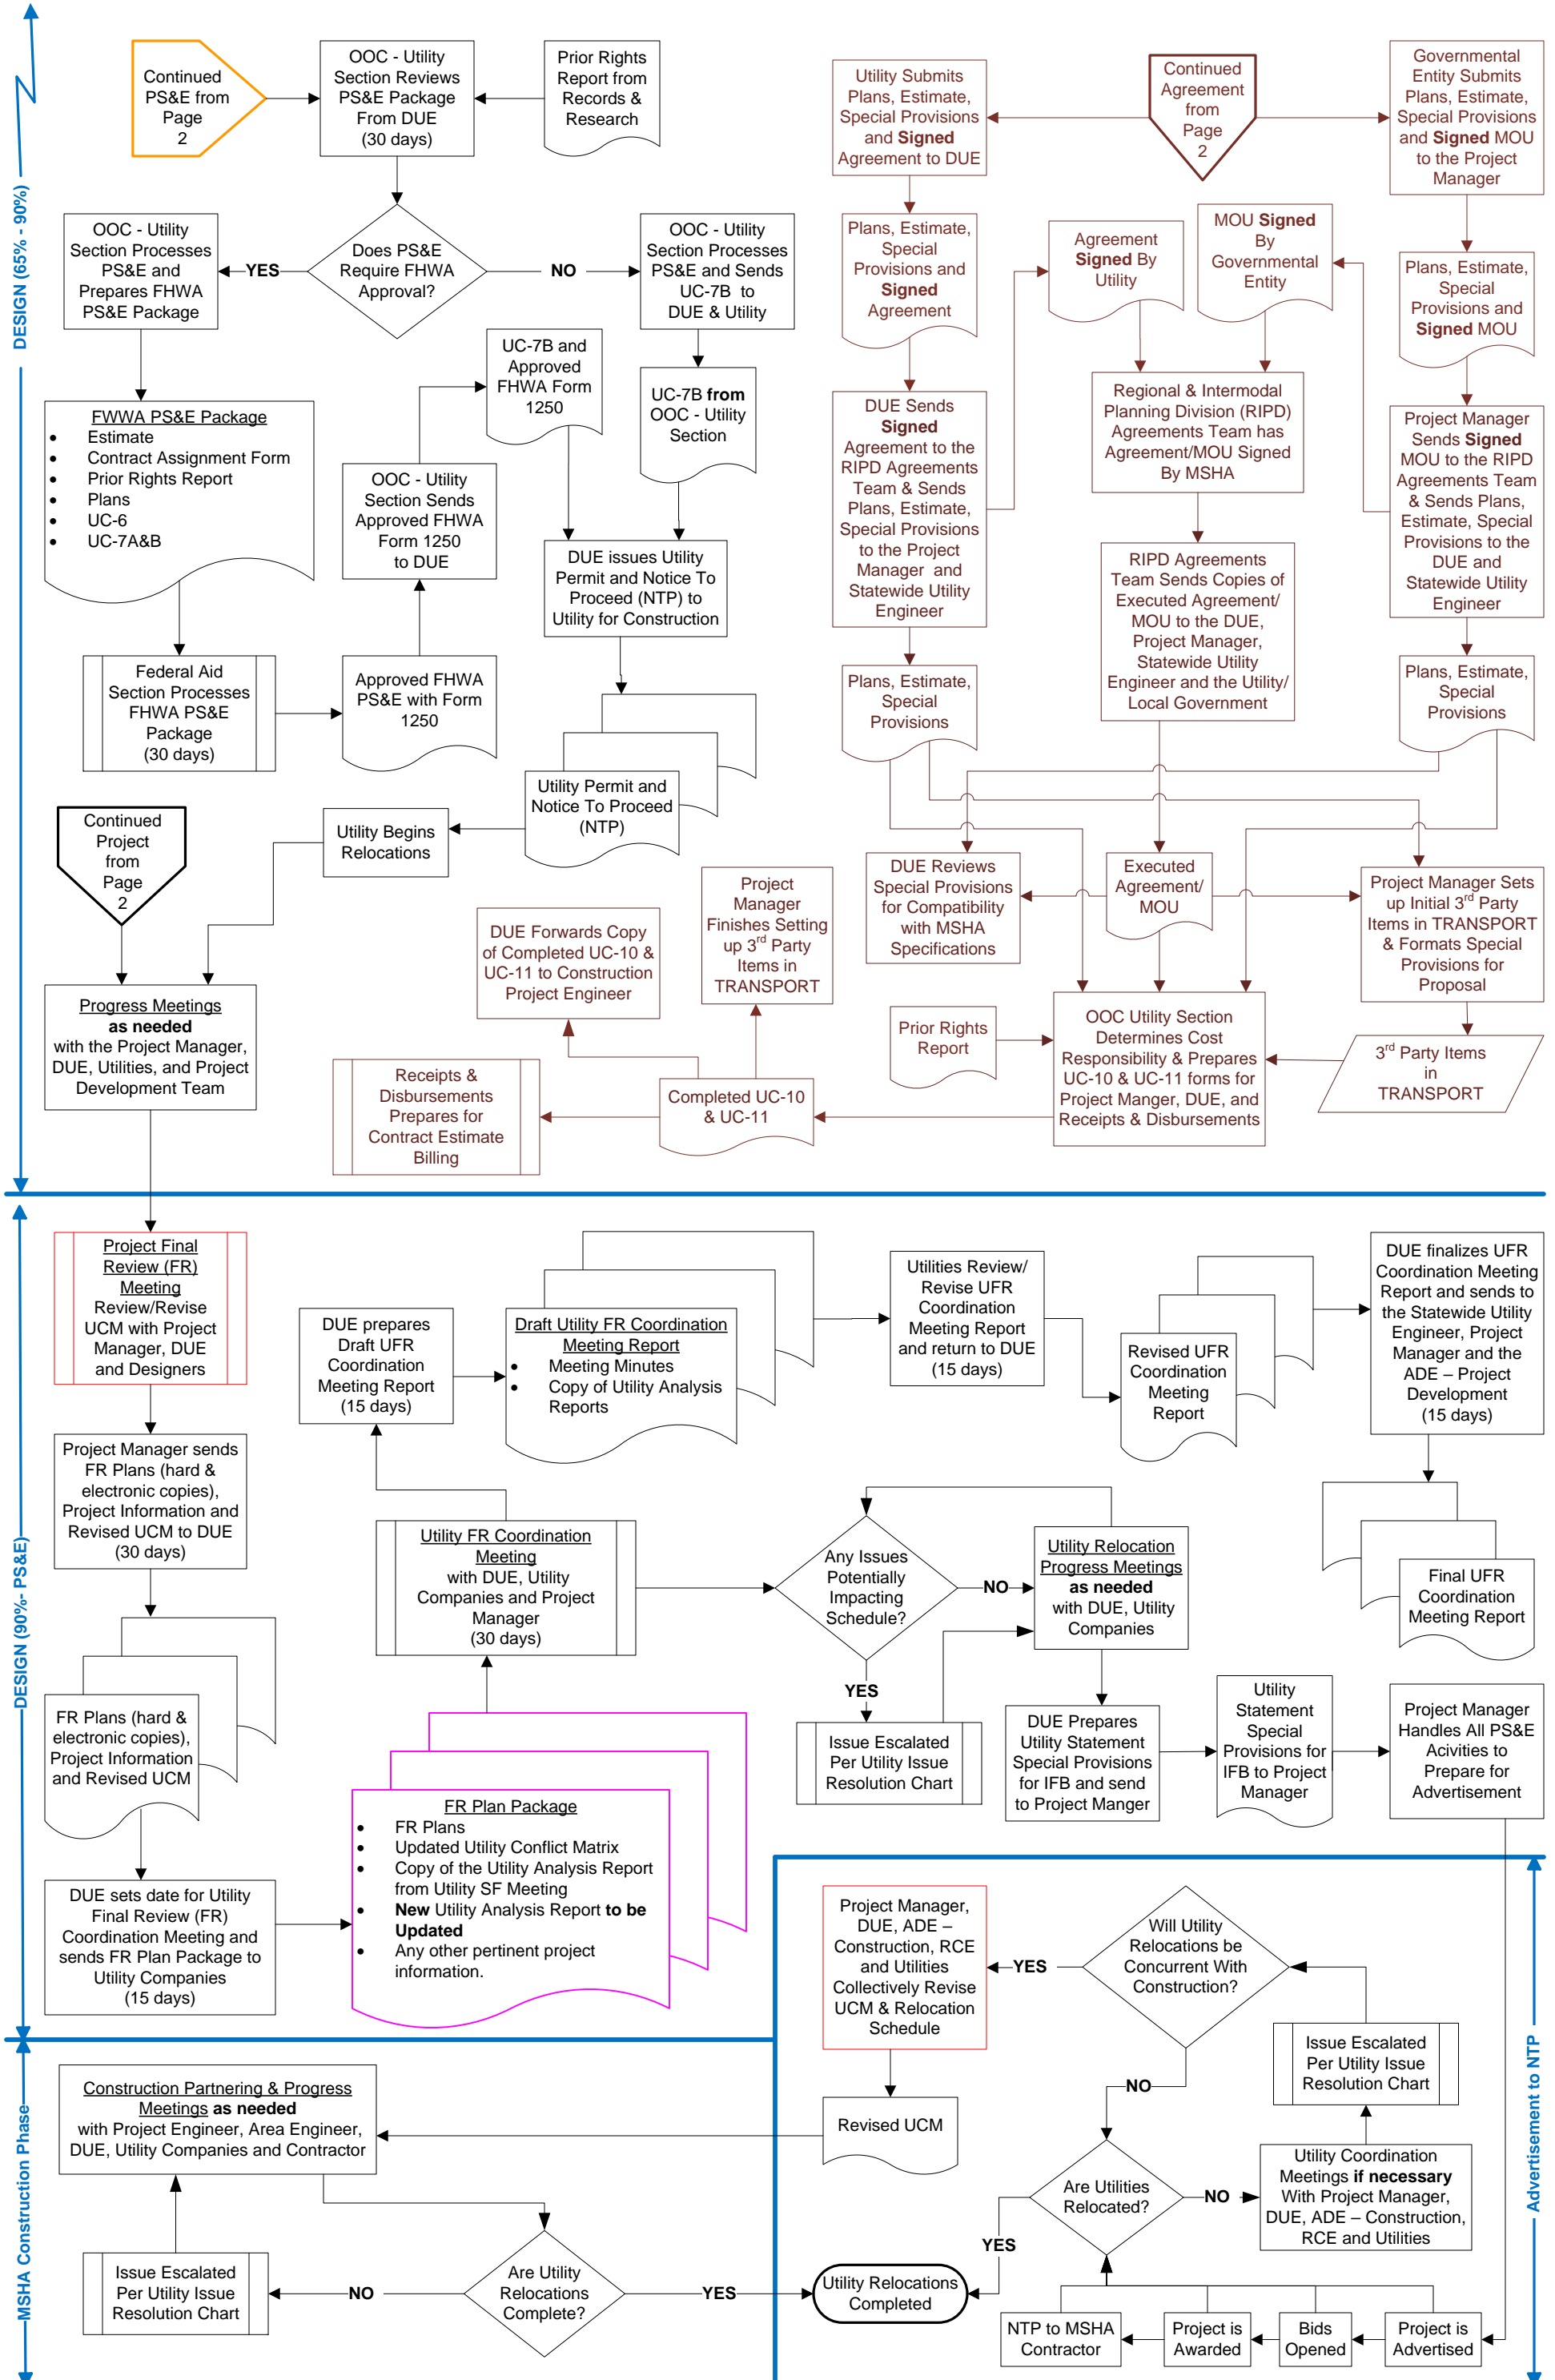 Continued
PS&E from
Page
2
OOC - Utility
Section Reviews
PS&E Package
From DUE
(30 days)
Prior Rights
Report from
Records &
Research
Utility Submits
Plans, Estimate,
Special Provisions
and Signed
Agreement to DUE
Continued
Agreement
from
Page
2
Governmental
Entity Submits
Plans, Estimate,
Special Provisions
and Signed MOU
to the Project
Manager
DESIGN (65% - 90%)
OOC - Utility
Section Processes
PS&E and
Prepares FHWA
PS&E Package
YES
Does PS&E
Require FHWA
Approval?
NO
OOC - Utility
Section Processes
PS&E and Sends
UC-7B to
DUE & Utility
Plans, Estimate,
Special
Provisions and
Signed
Agreement
Agreement
Signed By
Utility
MOU Signed
By
Governmental
Entity
Plans, Estimate,
Special
Provisions and
Signed MOU
UC-7B and
Approved
FHWA Form
1250
UC-7B from
OOC - Utility
Section
FWWA PS&E Package
• Estimate
• Contract Assignment Form
• Prior Rights Report
• Plans
• UC-6
• UC-7A&B
OOC - Utility
Section Sends
Approved FHWA
Form 1250
to DUE
DUE issues Utility
Permit and Notice To
Proceed (NTP) to
Utility for Construction
DUE Sends
Signed
Agreement to the
RIPD Agreements
Team & Sends
Plans, Estimate,
Special Provisions
to the Project
Manager and
Statewide Utility
Engineer
Regional & Intermodal
Planning Division (RIPD)
Agreements Team has
Agreement/MOU Signed
By MSHA
Project Manager
Sends Signed
MOU to the RIPD
Agreements Team
& Sends Plans,
Estimate, Special
Provisions to the
DUE and
Statewide Utility
Engineer
RIPD Agreements
Team Sends Copies of
Executed Agreement/
MOU to the DUE,
Project Manager,
Statewide Utility
Engineer and the Utility/
Local Government
Federal Aid
Section Processes
FHWA PS&E
Package
(30 days)
Approved FHWA
PS&E with Form
1250
Plans, Estimate,
Special
Provisions
Plans, Estimate,
Special
Provisions
Utility Permit and
Notice To Proceed
(NTP)
Utility Begins
Relocations
Continued
Project
from
Page
2
DUE Reviews
Special Provisions
for Compatibility
with MSHA
Specifications
Executed
Agreement/
MOU
Project Manager Sets
up Initial 3rd Party
Items in TRANSPORT
& Formats Special
Provisions for
Proposal
Project
Manager
Finishes Setting
up 3rd Party
Items in
TRANSPORT
DUE Forwards Copy
of Completed UC-10 &
UC-11 to Construction
Project Engineer
Progress Meetings
as needed
with the Project Manager,
DUE, Utilities, and Project
Development Team
Prior Rights
Report
OOC Utility Section
Determines Cost
Responsibility & Prepares
UC-10 & UC-11 forms for
Project Manger, DUE, and
Receipts & Disbursements
3rd Party Items
in
TRANSPORT
Receipts &
Disbursements
Prepares for
Contract Estimate
Billing
Completed UC-10
& UC-11
DESIGN (90%- PS&E)
Project Final
Review (FR)
Meeting
Review/Revise
UCM with Project
Manager, DUE
and Designers
DUE prepares
Draft UFR
Coordination
Meeting Report
(15 days)
Draft Utility FR Coordination
Meeting Report
• Meeting Minutes
• Copy of Utility Analysis
Reports
Utilities Review/
Revise UFR
Coordination
Meeting Report
and return to DUE
(15 days)
Revised UFR
Coordination
Meeting
Report
DUE finalizes UFR
Coordination Meeting
Report and sends to
the Statewide Utility
Engineer, Project
Manager and the
ADE – Project
Development
(15 days)
Project Manager sends
FR Plans (hard &
electronic copies),
Project Information and
Revised UCM to DUE
(30 days)
Utility FR Coordination
Meeting
with DUE, Utility
Companies and Project
Manager
(30 days)
Any Issues
Potentially
Impacting
Schedule?
NO
YES
Utility Relocation
Progress Meetings
as needed
with DUE, Utility
Companies
Final UFR
Coordination
Meeting Report
FR Plans (hard &
electronic copies),
Project Information
and Revised UCM
Issue Escalated
Per Utility Issue
Resolution Chart
DUE Prepares
Utility Statement
Special Provisions
for IFB and send
to Project Manger
Utility
Statement
Special
Provisions for
IFB to Project
Manager
Project Manager
Handles All PS&E
Acivities to
Prepare for
Advertisement
FR Plan Package
• FR Plans
• Updated Utility Conflict Matrix
• Copy of the Utility Analysis Report
from Utility SF Meeting
• New Utility Analysis Report to be
Updated
• Any other pertinent project
information.
DUE sets date for Utility
Final Review (FR)
Coordination Meeting and
sends FR Plan Package to
Utility Companies
(15 days)
Project Manager,
DUE, ADE –
Construction, RCE
and Utilities
Collectively Revise
UCM & Relocation
Schedule
YES
Will Utility
Relocations be
Concurrent With
Construction?
NO
Issue Escalated
Per Utility Issue
Resolution Chart
Advertisement to NTP
MSHA Construction Phase
Construction Partnering & Progress
Meetings as needed
with Project Engineer, Area Engineer,
DUE, Utility Companies and Contractor
Revised UCM
Are Utilities
Relocated?
NO
YES
Utility Coordination
Meetings if necessary
With Project Manager,
DUE, ADE – Construction,
RCE and Utilities
Issue Escalated
Per Utility Issue
Resolution Chart
NO
Are Utility
Relocations
Complete?
YES
Utility Relocations
Completed
NTP to MSHA
Contractor
Project is
Awarded
Bids
Opened
Project is
Advertised